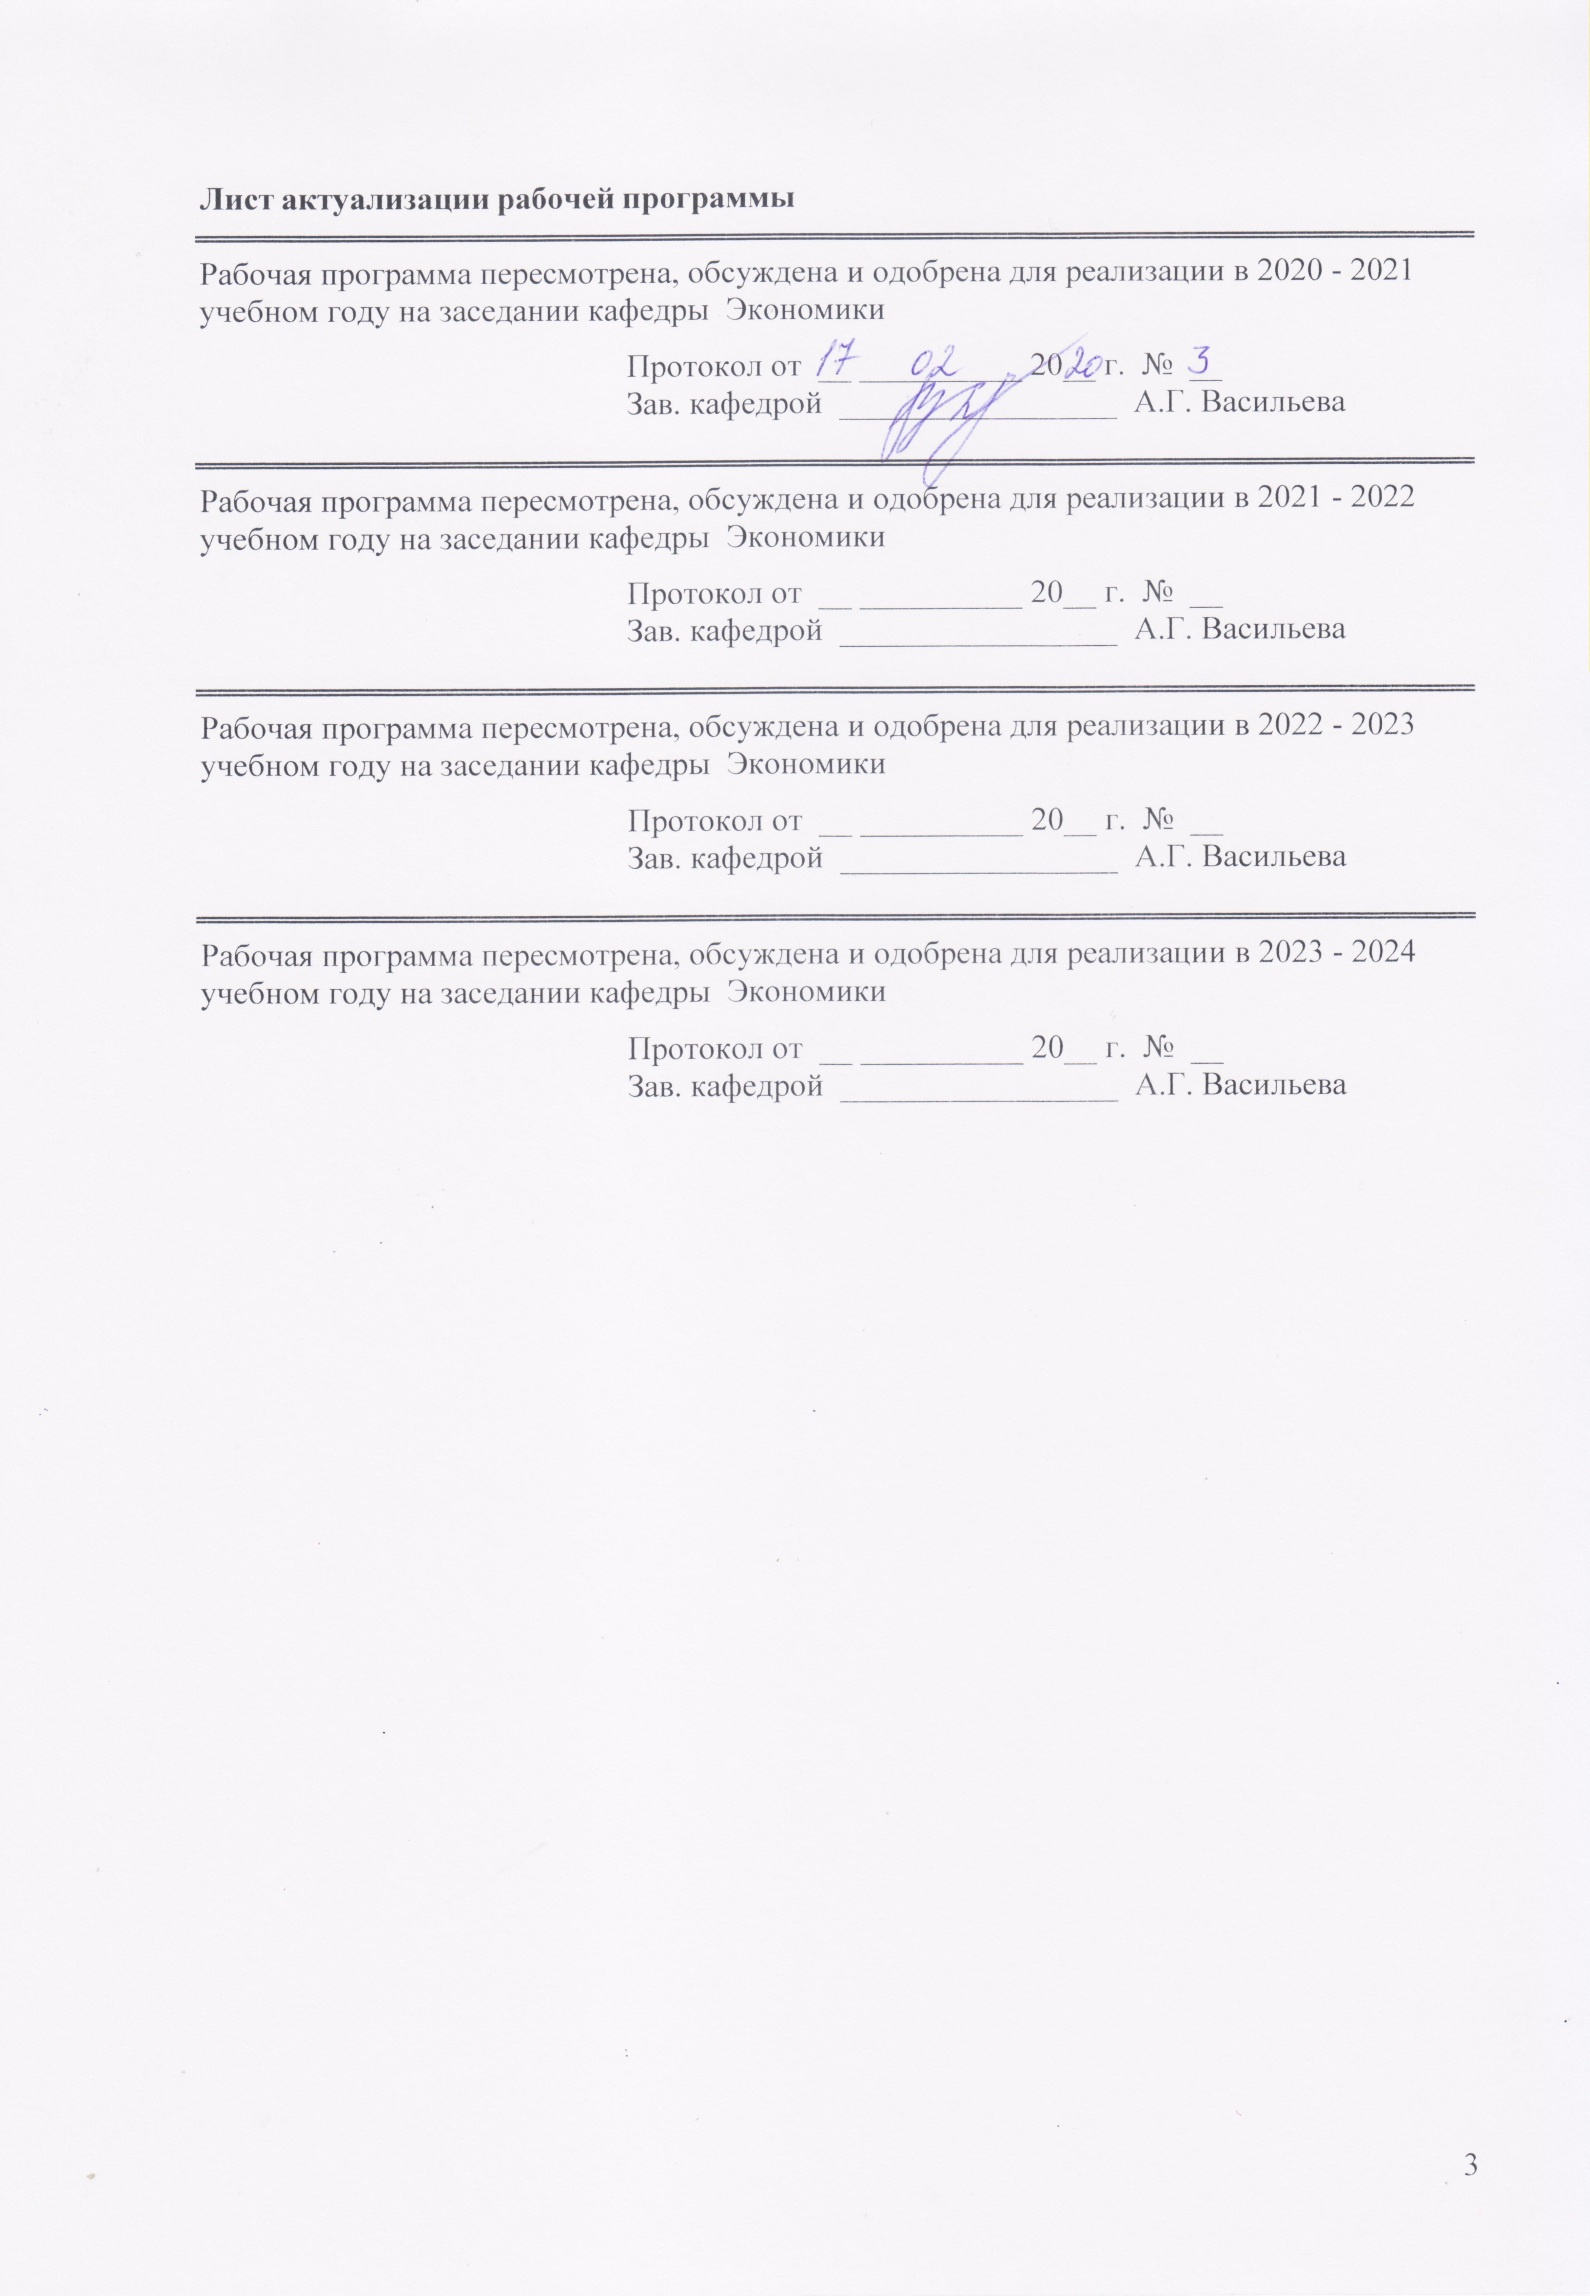 Лист актуализации рабочей программы
Рабочая программа пересмотрена, обсуждена и одобрена для реализации в 2020 - 2021
учебном году на заседании кафедры Экономики
Протокол от 17 02 2020 г. № 3
Зав. кафедрой ________________ А.Г. Васильева
Рабочая программа пересмотрена, обсуждена и одобрена для реализации в 2021 - 2022
учебном году на заседании кафедры Экономики
Протокол от __ __________ 20__ г. № __
Зав. кафедрой ________________ А.Г. Васильева
Рабочая программа пересмотрена, обсуждена и одобрена для реализации в 2022 - 2023
учебном году на заседании кафедры Экономики
Протокол от __ __________ 20__ г. № __
Зав. кафедрой ________________ А.Г. Васильева
Рабочая программа пересмотрена, обсуждена и одобрена для реализации в 2023 - 2024
учебном году на заседании кафедры Экономики
Протокол от __ __________ 20__ г. № __
Зав. кафедрой ________________ А.Г. Васильева
3